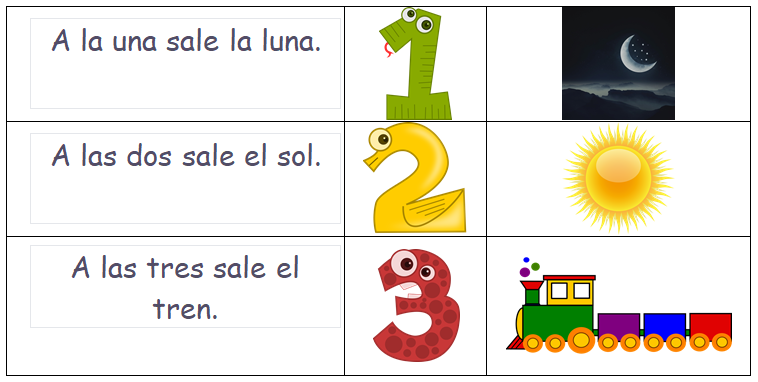 A la una sale la luna.
A las dos sale el sol.
A las tres sale el
tren.